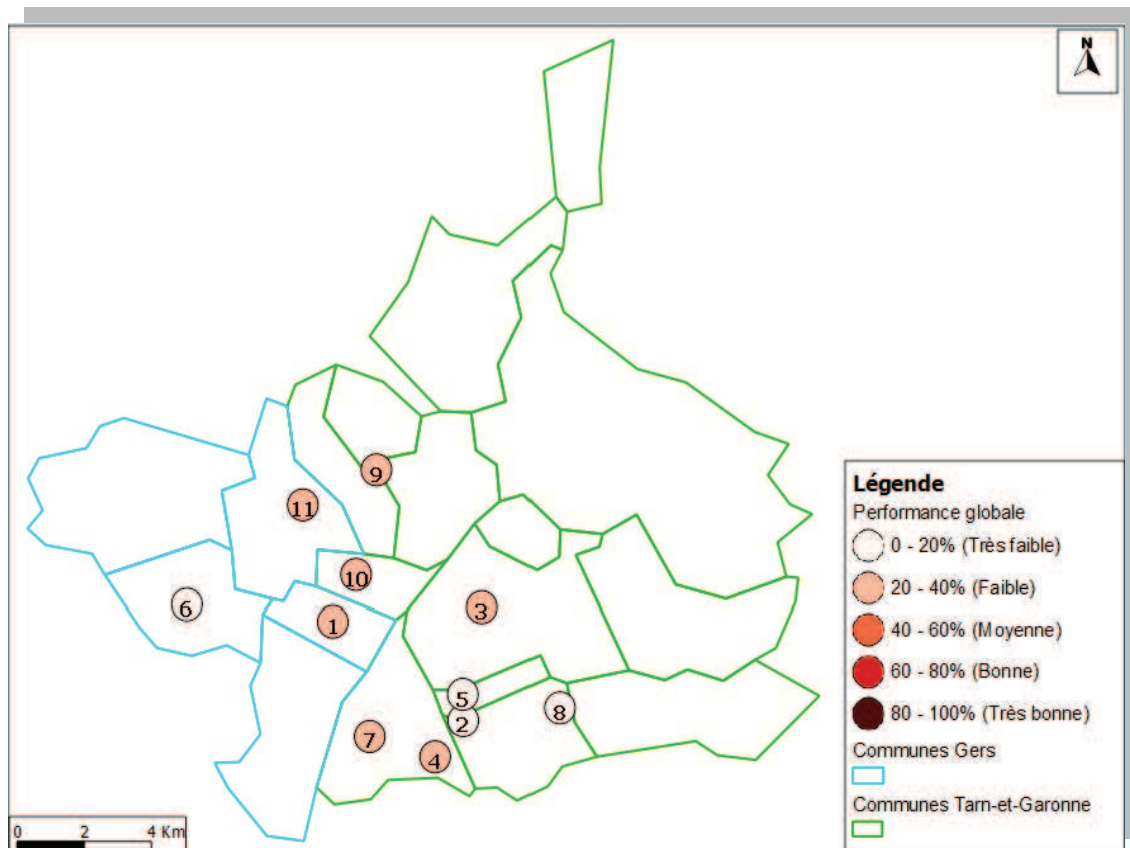 N
9
11
10
6
1
3
5
2
8
7
4
Légende
Performance globale
0 - 20% (Très faible)
20 - 40% (Faible)
40 - 60% (Moyenne)
60 - 80% (Bonne)
80 - 100% (Très bonne)
Communes Gers
Communes Tarn-et-Garonne
0 2 4 Km